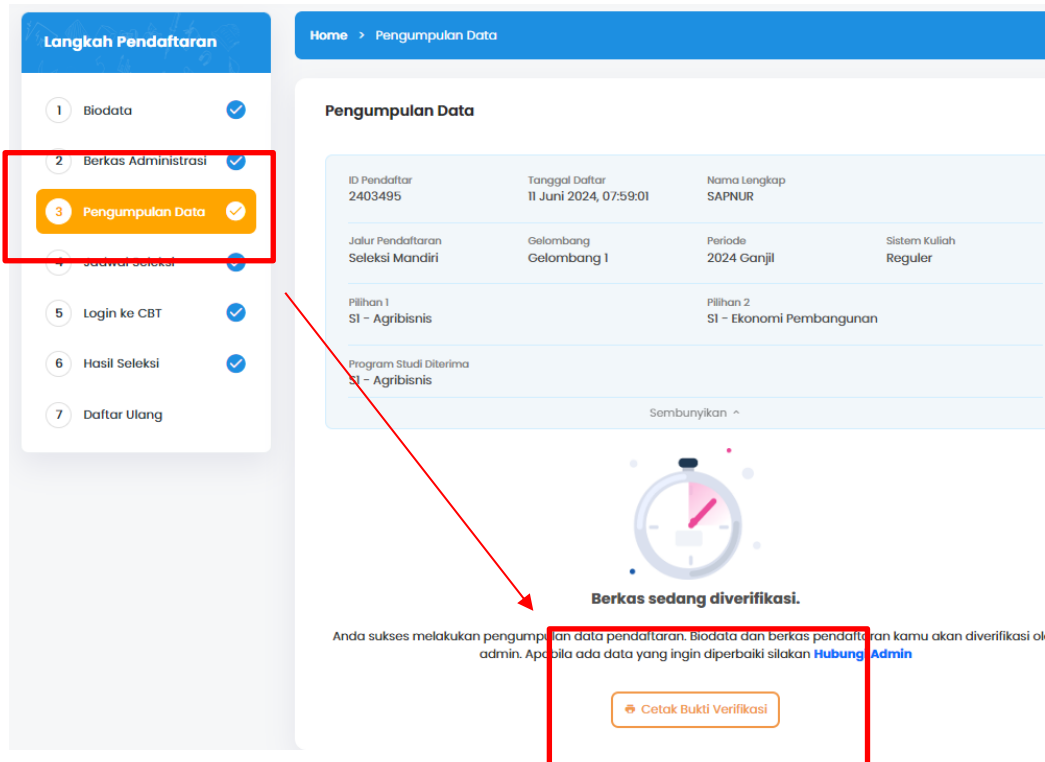 Langkah Pendaftaran
1 Biodata
2 Berkas Administrasi
3 Pengumpulan Data
4 Jadwal Seleksi
5 Login ke CBT
6 Hasil Seleksi
7 Daftar Ulang
Home > Pengumpulan Data
Pengumpulan Data
ID Pendaftar Tanggal Daftar Nama Lengkap
2403495 11 Juni 2024, 07:59:01 SAPNUR
Jalur Pendaftaran Gelombang Periode Sistem Kuliah
Seleksi Mandiri Gelombang 1 2024 Ganjil Reguler
Pilihan 1 Pilihan 2
S1 - Agribisnis S1 - Ekonomi Pembangunan
Program Studi Diterima
S1 - Agribisnis
Sembunyikan ^
Berkas sedang diverifikasi.
Anda sukses melakukan pengumpulan data pendaftaran. Biodata dan berkas pendaftaran kamu akan diverifikasi ol
admin. Apabila ada data yang ingin diperbaiki silakan Hubungi Admin
Cetak Bukti Verifikasi